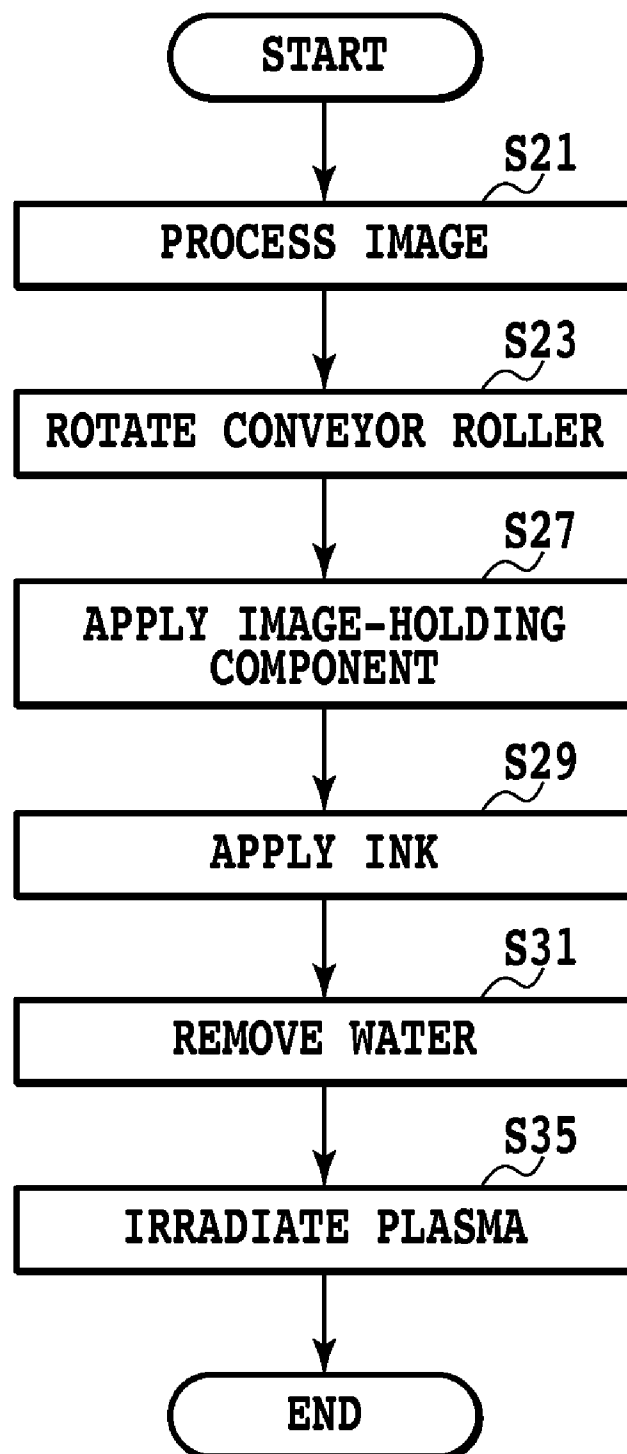 START
S21
PROCESS IMAGE
S23
ROTATE CONVEYOR ROLLER
S27
APPLY IMAGE-HOLDING
COMPONENT
S29
APPLY INK
S31
REMOVE WATER
S35
IRRADIATE PLASMA
END